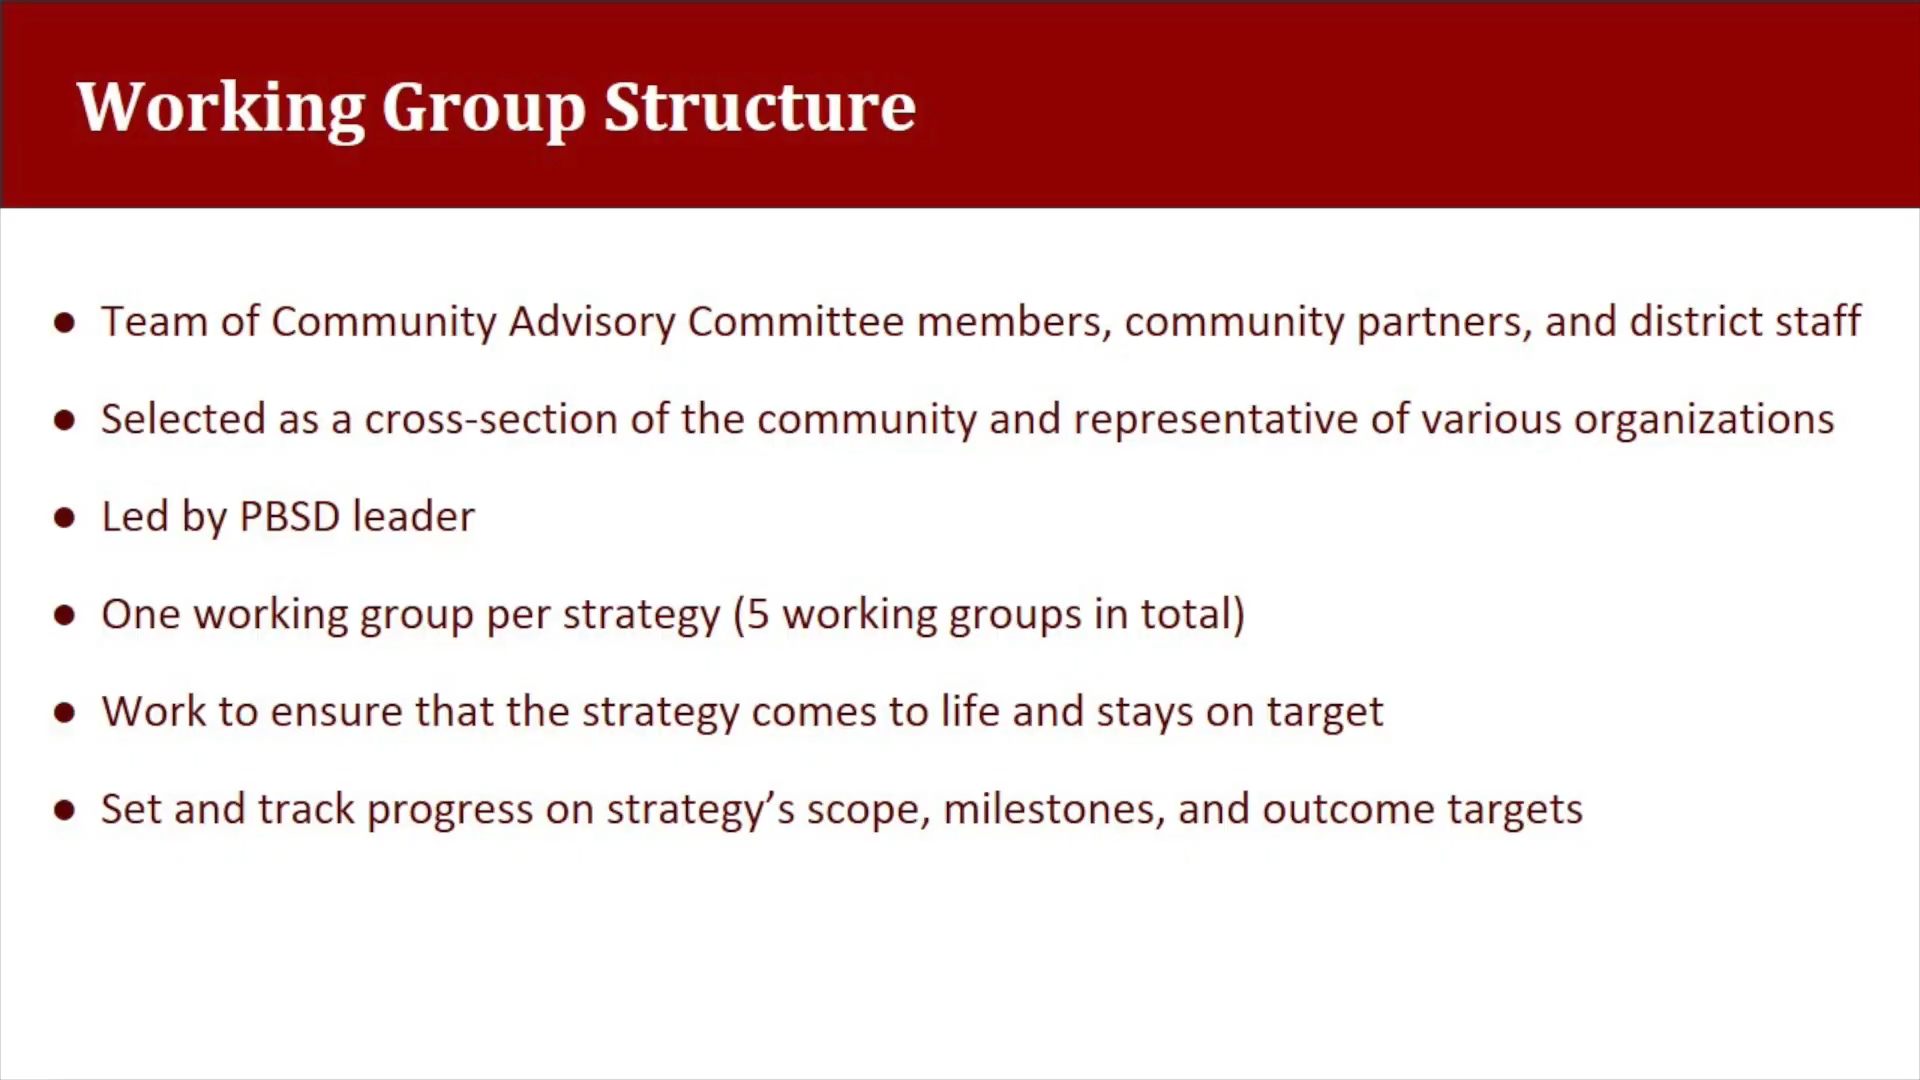 Working Group Structure
● Team of Community Advisory Committee members, community partners, and district staff
● Selected as a cross-section of the community and representative of various organizations
● Led by PBSD leader
● One working group per strategy (5 working groups in total)
● Work to ensure that the strategy comes to life and stays on target
● Set and track progress on strategy’s scope, milestones, and outcome targets